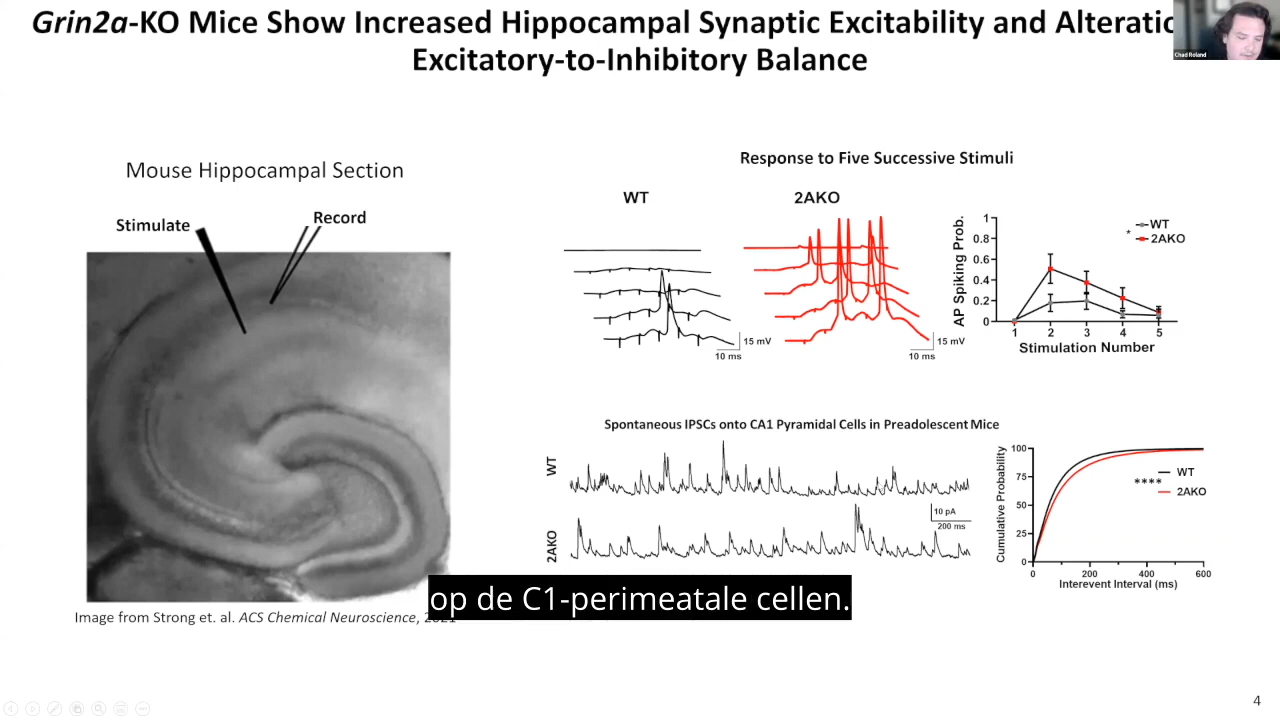 Grin2a-KO Mice Show Increased Hippocampal Synaptic Excitability and Alteratio
Excitatory-to-Inhibitory Balance
Chad Roland
Mouse Hippocampal Section
Stimulate
Record
Image from Strong et. al. ACS Chemical Neuroscience, 2021
Response to Five Successive Stimuli
WT
2AKO
15 mV
10 ms
15 mV
10 ms
AP Spiking Prob.
1
0.8
0.6
0.4
0.2
0
1 2 3 4 5
Stimulation Number
* WT
2AKO
Spontaneous IPSCs onto CA1 Pyramidal Cells in Preadolescent Mice
WT
2AKO
10 pA
200 ms
Cumulative Probability
100
75
50
25
0
0 200 400 600
Interevent Interval (ms)
WT
****
2AKO
op de C1-perimeatale cellen.
4